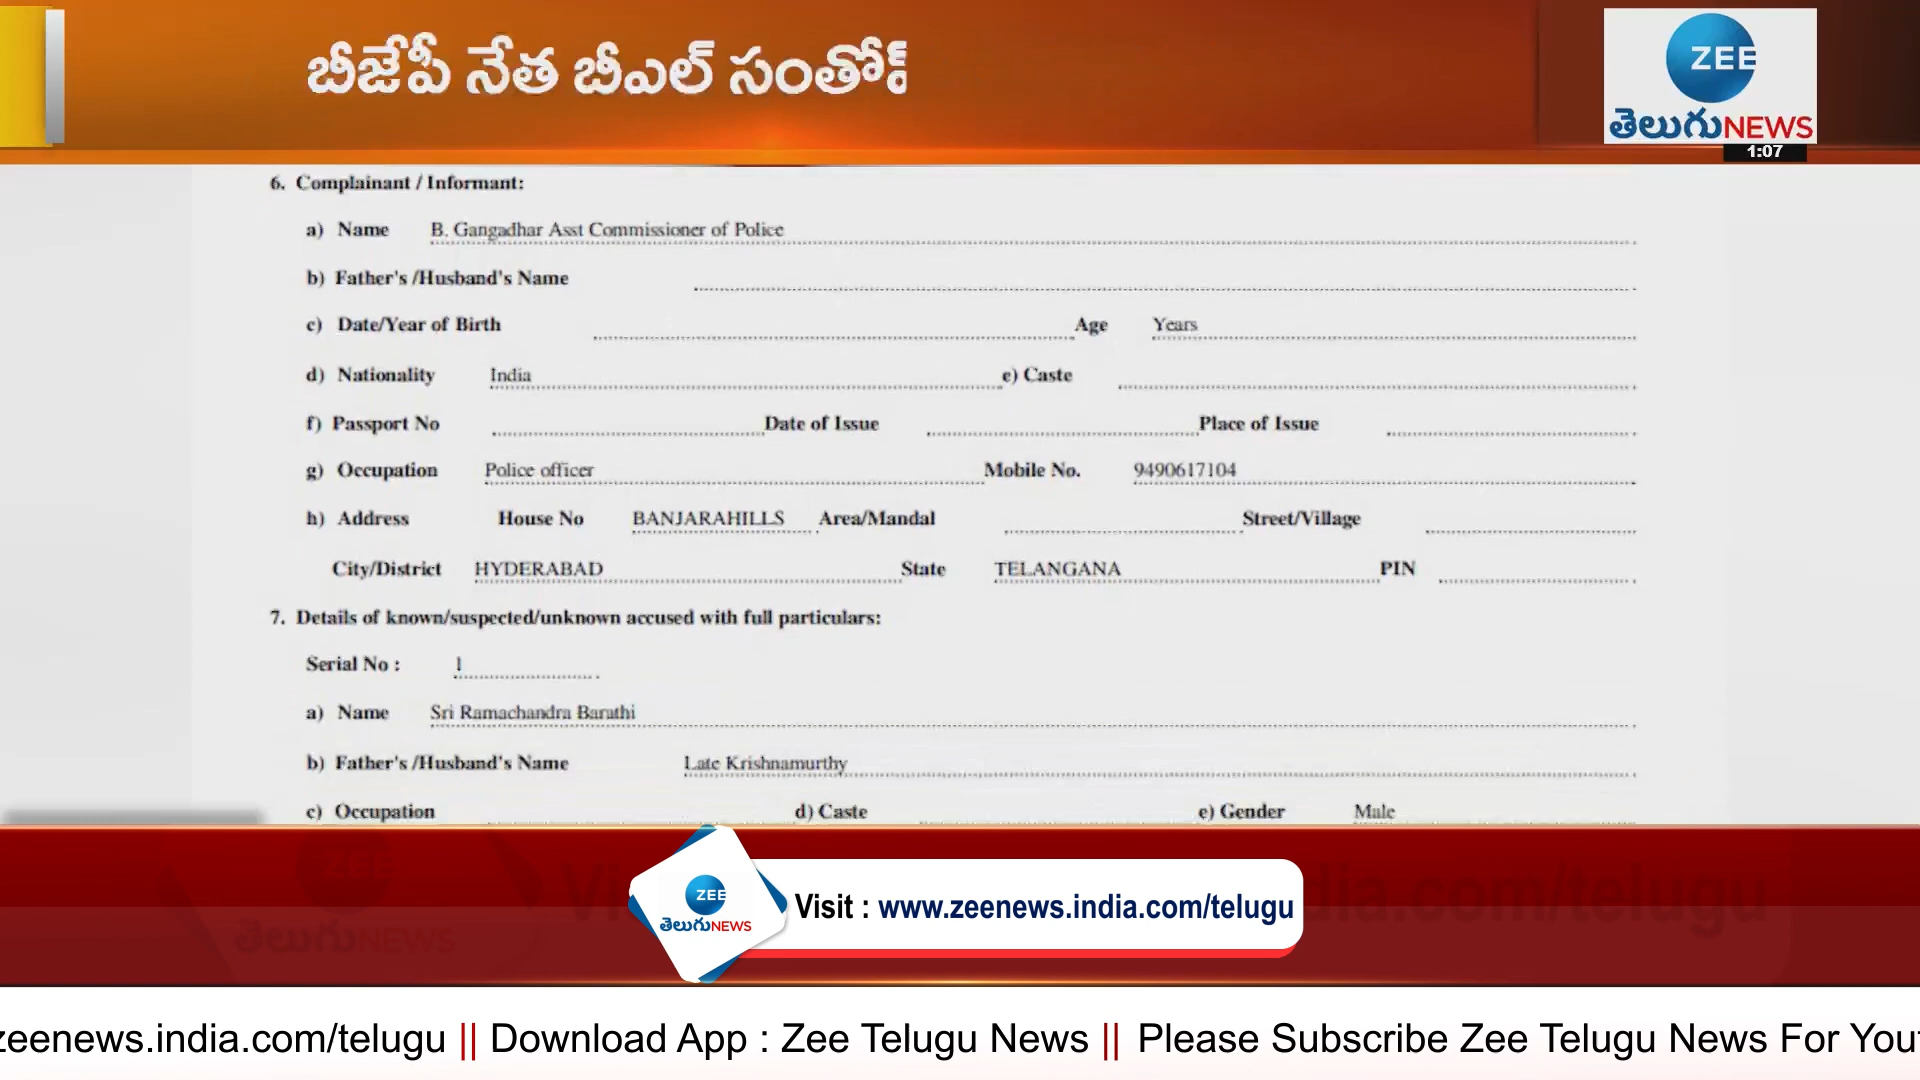 బీజేపీ నేత బీఎల్
ZEE
తెలుగుNEWS
1:07
6. Complainant / Informant:
a) Name B. Gangadhar Asst Commissioner of Police
b) Father's /Husband's Name
c) Date/Year of Birth Age Years
d) Nationality India e) Caste
f) Passport No Date of Issue Place of Issue
g) Occupation Police officer Mobile No. 9490617104
h) Address House No BANJARAHILLS Area/Mandal Street/Village
City/District HYDERABAD State TELANGANA PIN
7. Details of known/suspected/unknown accused with full particulars:
Serial No : 1
a) Name Sri Ramachandra Barathi
b) Father's /Husband's Name Late Krishnamurthy
c) Occupation d) Caste e) Gender Male
ZEE
తెలుగుNEWS
Visit : www.zeenews.india.com/telugu
dia.com/telugu
zeenews.india.com/telugu || Download App : Zee Telugu News || Please Subscribe Zee Telugu News For